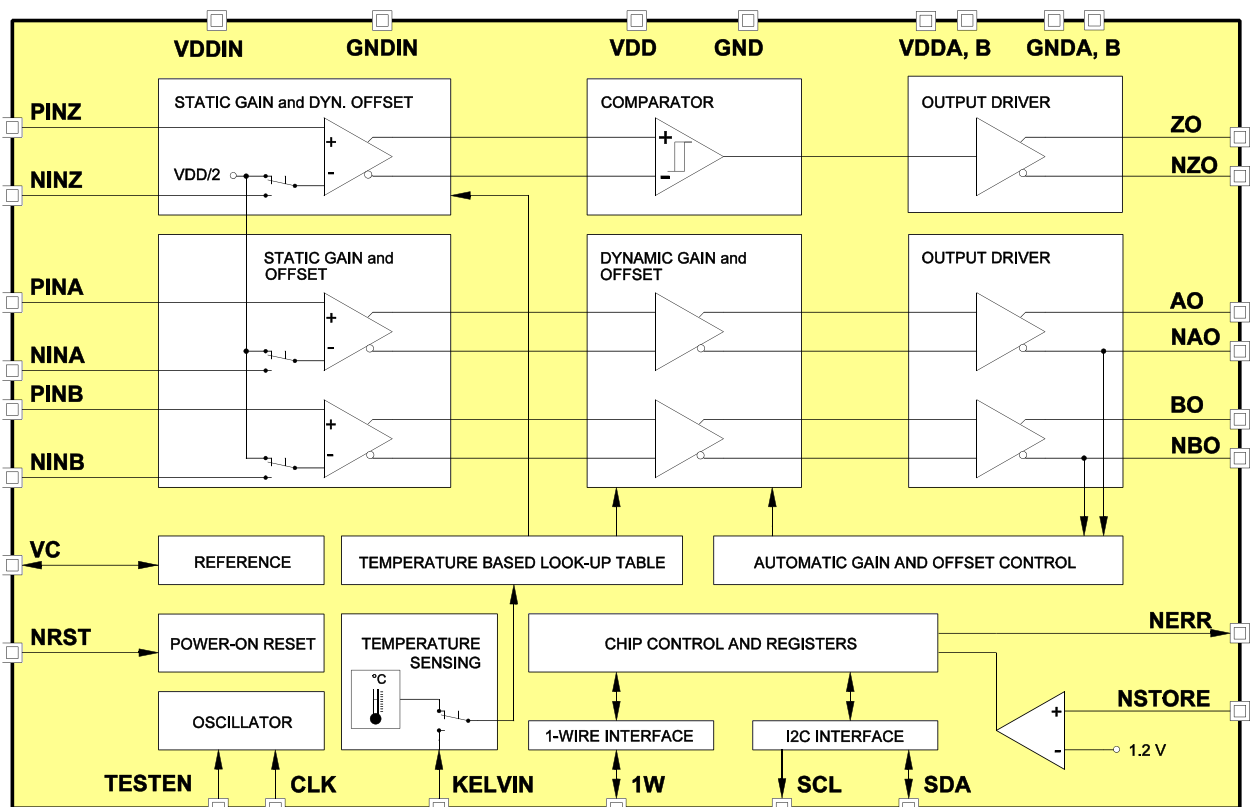 VDDIN
GNDIN
VDD
GND
VDDA, B
GNDA, B
PINZ
NINZ
STATIC GAIN and DYN. OFFSET
+
-
VDD/2
COMPARATOR
+
-
OUTPUT DRIVER
ZO
NZO
PINA
NINA
PINB
NINB
STATIC GAIN and
OFFSET
+
-
+
-
DYNAMIC GAIN and
OFFSET
OUTPUT DRIVER
AO
NAO
BO
NBO
VC
REFERENCE
TEMPERATURE BASED LOOK-UP TABLE
AUTOMATIC GAIN AND OFFSET CONTROL
NRST
POWER-ON RESET
TEMPERATURE
SENSING
°C
CHIP CONTROL AND REGISTERS
NERR
OSCILLATOR
1-WIRE INTERFACE
I2C INTERFACE
+
-
NSTORE
1.2 V
TESTEN
CLK
KELVIN
1W
SCL
SDA